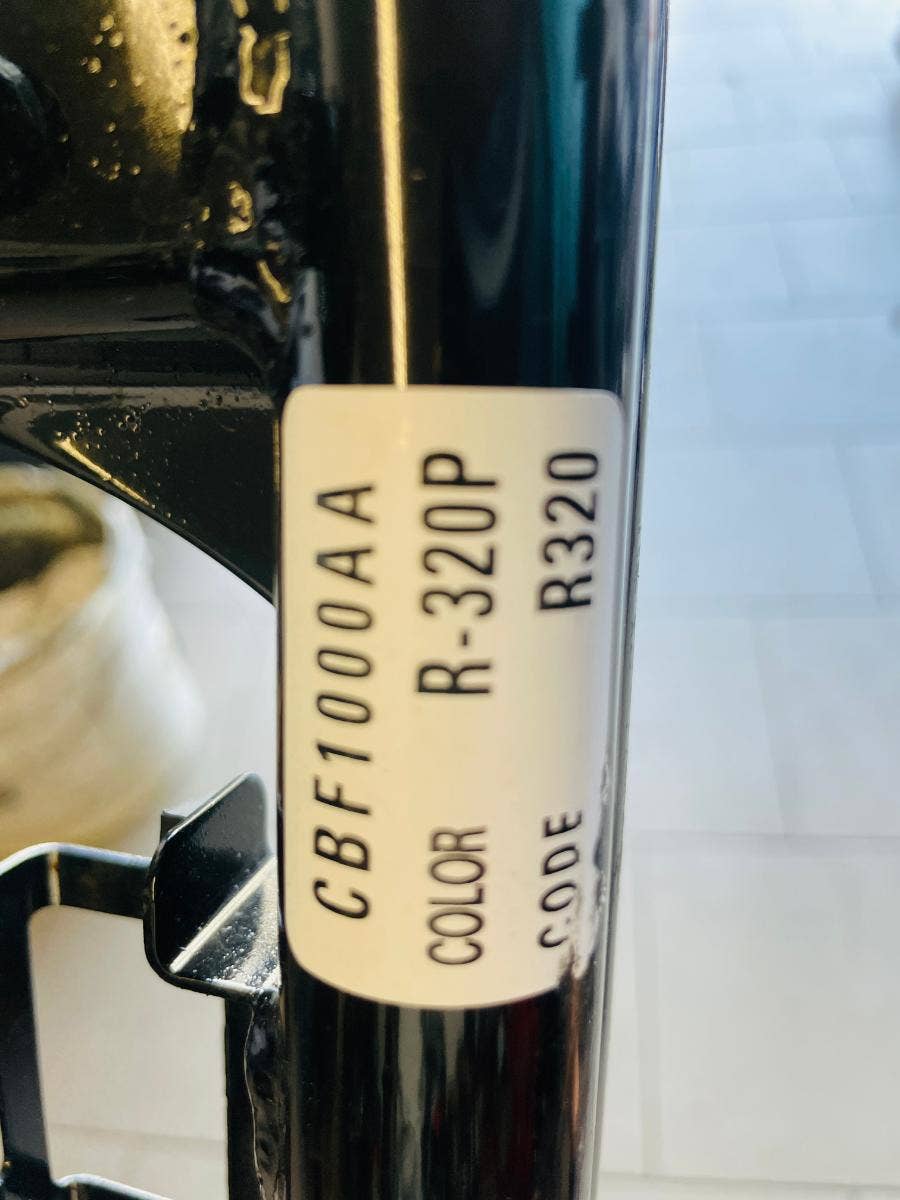 CBF1000AA
COLOR R-320P
CODE R320